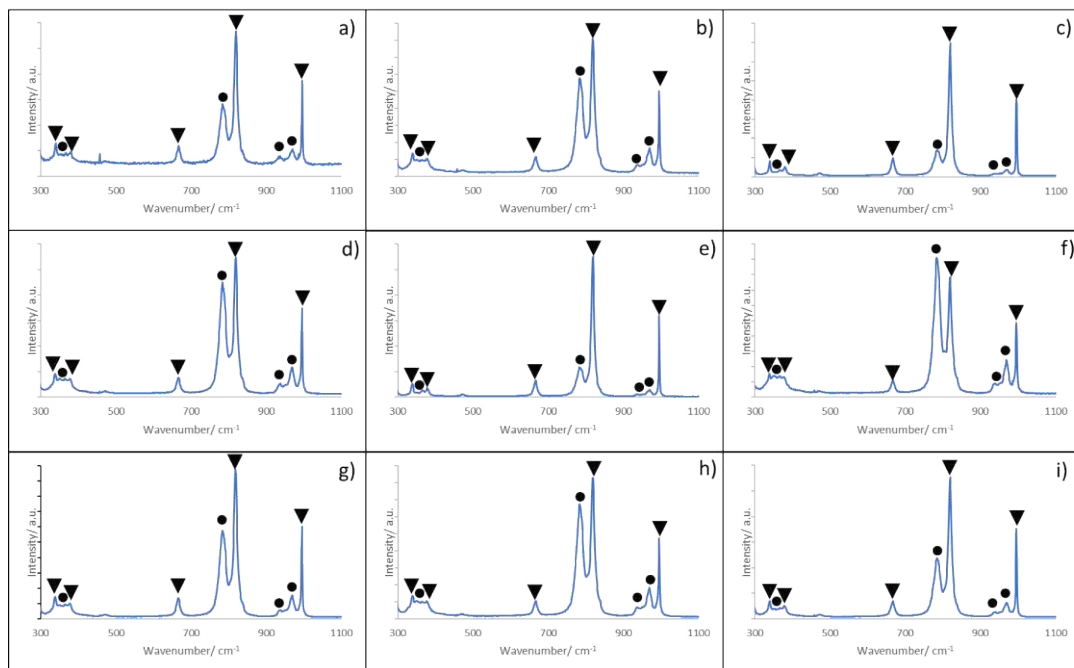 a)
Intensity/ a.u.
300 500 700 900 1100
Wavenumber/ cm⁻¹
b)
Intensity/ a.u.
300 500 700 900 1100
Wavenumber/ cm⁻¹
c)
Intensity/ a.u.
300 500 700 900 1100
Wavenumber/ cm⁻¹
d)
Intensity/ a.u.
300 500 700 900 1100
Wavenumber/ cm⁻¹
e)
Intensity/ a.u.
300 500 700 900 1100
Wavenumber/ cm⁻¹
f)
Intensity/ a.u.
300 500 700 900 1100
Wavenumber/ cm⁻¹
g)
Intensity/ a.u.
300 500 700 900 1100
Wavenumber/ cm⁻¹
h)
Intensity/ a.u.
300 500 700 900 1100
Wavenumber/ cm⁻¹
i)
Intensity/ a.u.
300 500 700 900 1100
Wavenumber/ cm⁻¹